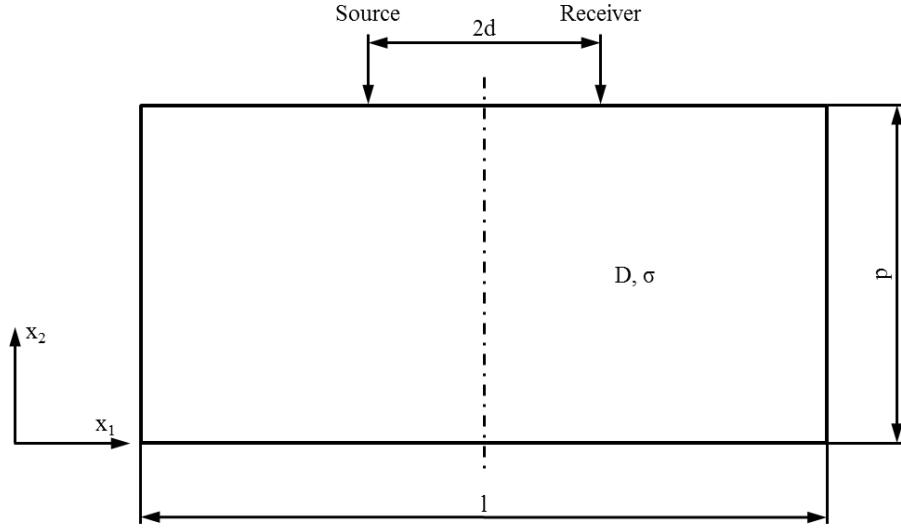 Source
Receiver
2d
D, σ
p
x₂
x₁
l